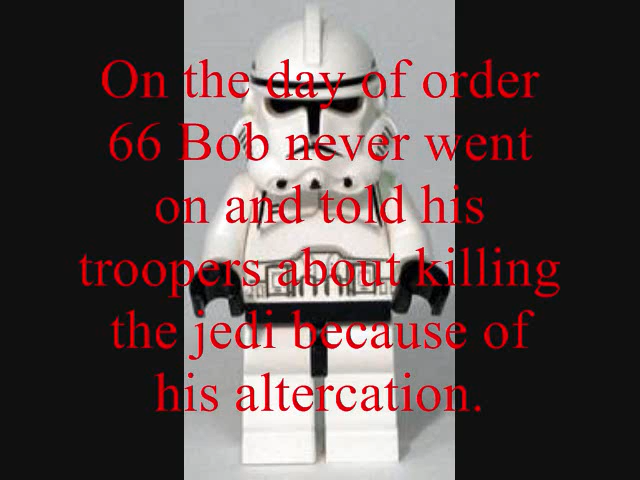 On the day of order
66 Bob never went
on and told his
troopers about killing
the jedi because of
his altercation.